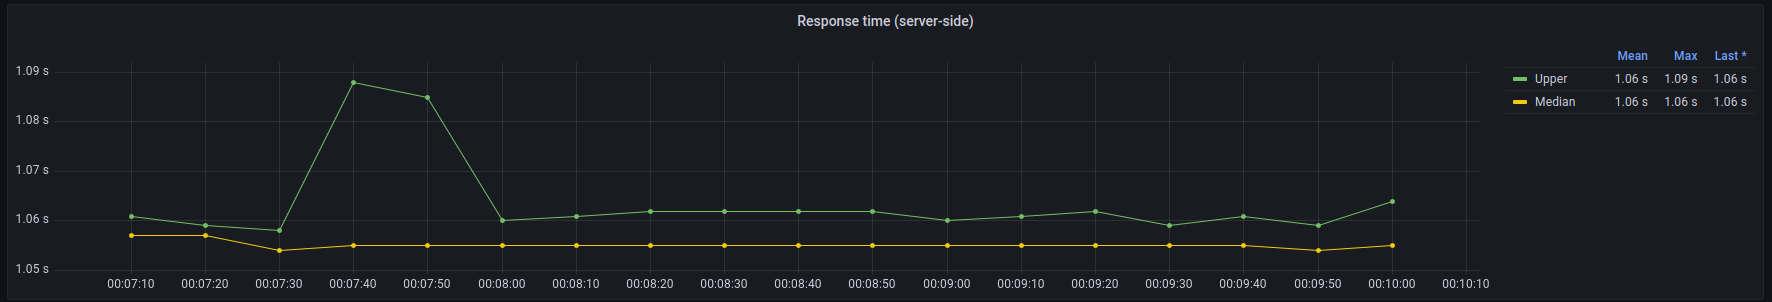 Response time (server-side)
Mean Max Last *
Upper 1.06 s 1.09 s 1.06 s
Median 1.06 s 1.06 s 1.06 s
1.09 s
1.08 s
1.07 s
1.06 s
1.05 s
00:07:10 00:07:20 00:07:30 00:07:40 00:07:50 00:08:00 00:08:10 00:08:20 00:08:30 00:08:40 00:08:50 00:09:00 00:09:10 00:09:20 00:09:30 00:09:40 00:09:50 00:10:00 00:10:10